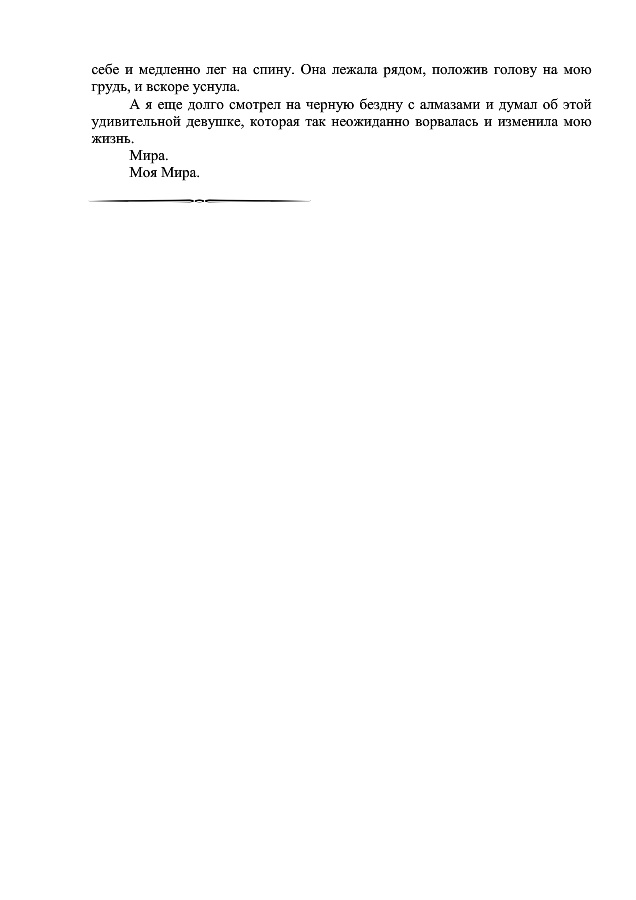 себе и медленно лег на спину. Она лежала рядом, положив голову на мою
грудь, и вскоре уснула.
А я еще долго смотрел на черную бездну с алмазами и думал об этой
удивительной девушке, которая так неожиданно ворвалась и изменила мою
жизнь.
Мира.
Моя Мира.